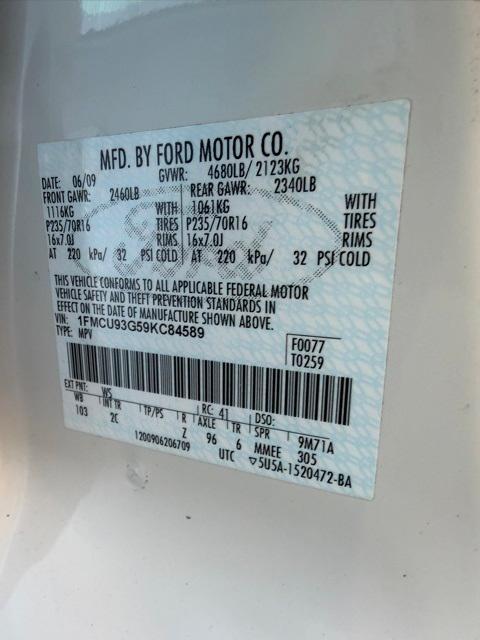 MFD. BY FORD MOTOR CO.
06/09 GVWR: 4680LB/ 2123KG
FRONT GAWR: 2460LB REAR GAWR: 2340LB
1116KG WITH 1061KG WITH
P235/70R16 TIRES P235/70R16 TIRES
16x7.0J RIMS 16x7.0J RIMS
AT 220 kPa/ 32 PSI COLD AT 220 kPa/ 32 PSI COLD
Ford
THIS VEHICLE CONFORMS TO ALL APPLICABLE FEDERAL MOTOR
VEHICLE SAFETY AND THEFT PREVENTION STANDARDS IN
EFFECT ON THE DATE OF MANUFACTURE SHOWN ABOVE.
VIN: 1FMCU93G59KC84589
TYPE: MPV
F0077
T0259
EXT PNT: WS RC: 41 DSO:
WB INT TR TP/PS R AXLE TR SPR 9M71A
103 2C Z 96 6 MMEE 305
1200906206709 UTC ▽5U5A-1520472-BA